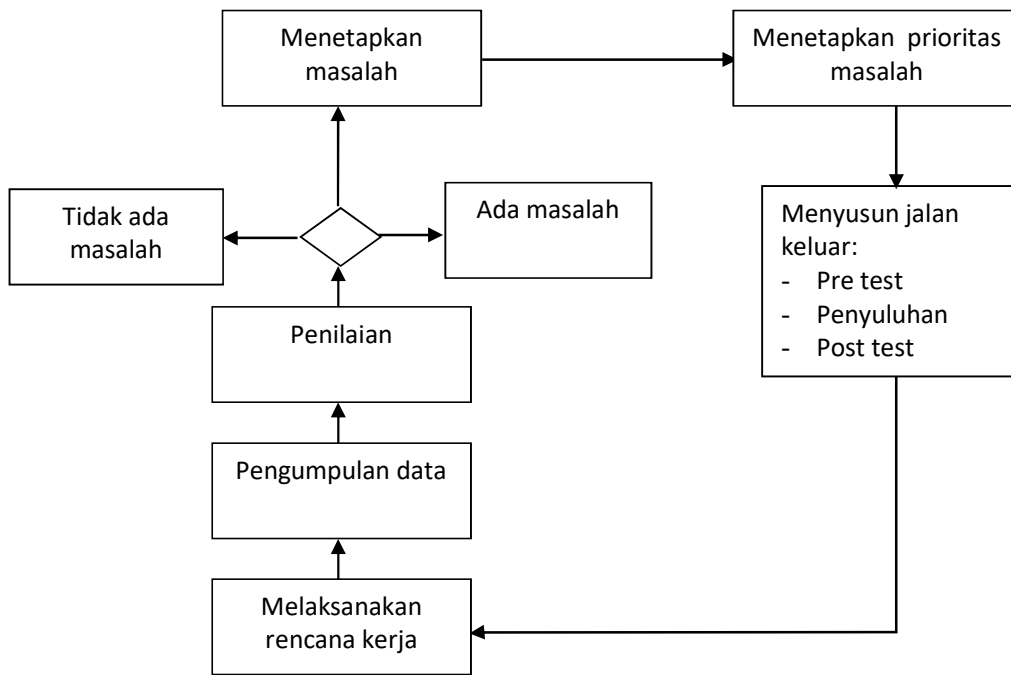 Menetapkan
masalah
Menetapkan prioritas
masalah
Tidak ada
masalah
Ada masalah
Menyusun jalan
keluar:
- Pre test
- Penyuluhan
- Post test
Penilaian
Pengumpulan data
Melaksanakan
rencana kerja